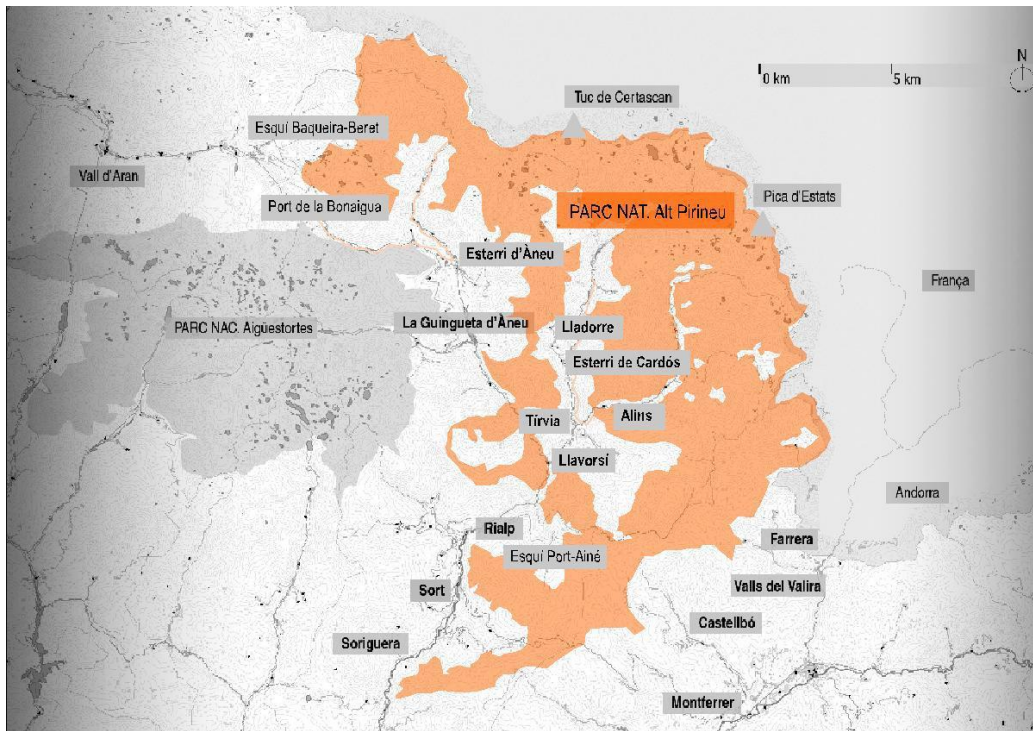 N
0 km
5 km
Tuc de Certascan
Esquí Baqueira-Beret
Vall d'Aran
Port de la Bonaigua
PARC NAT. Alt Pirineu
Pica d'Estats
Esterri d'Àneu
França
PARC NAC. Aigüestortes
La Guingueta d'Àneu
Lladorre
Esterri de Cardós
Tírvia
Alins
Llavorsí
Andorra
Rialp
Farrera
Esquí Port-Ainé
Sort
Valls del Valira
Castellbó
Soriguera
Montferrer